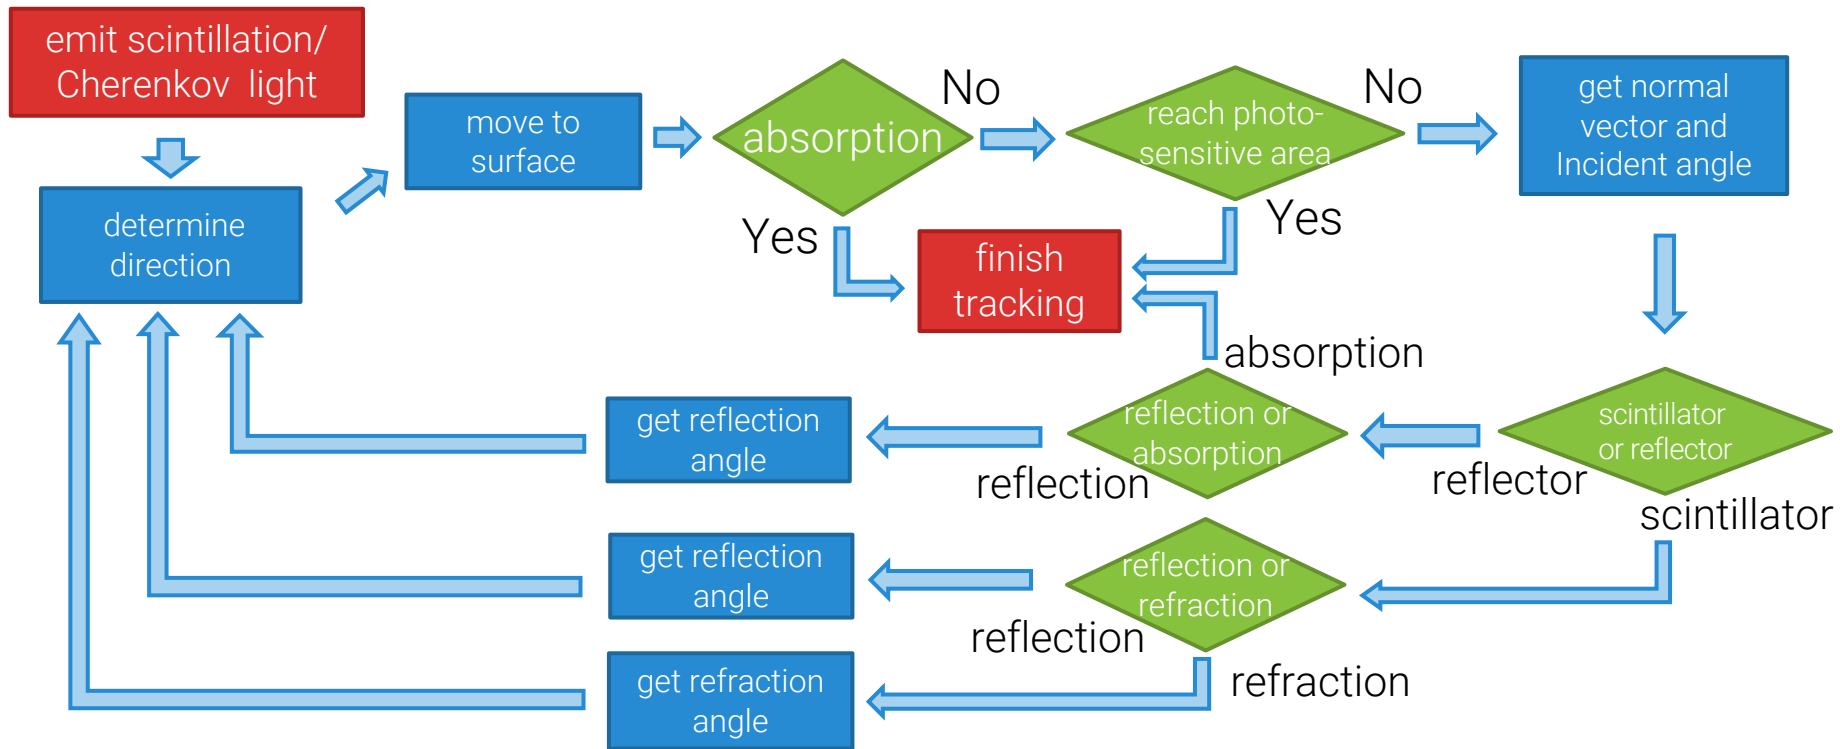 emit scintillation/
Cherenkov light
determine
direction
move to
surface
absorption
No
Yes
reach photo-
sensitive area
No
Yes
get normal
vector and
Incident angle
finish
tracking
absorption
scintillator
or reflector
reflector
scintillator
reflection or
absorption
reflection
get reflection
angle
reflection or
refraction
reflection
refraction
get reflection
angle
get refraction
angle